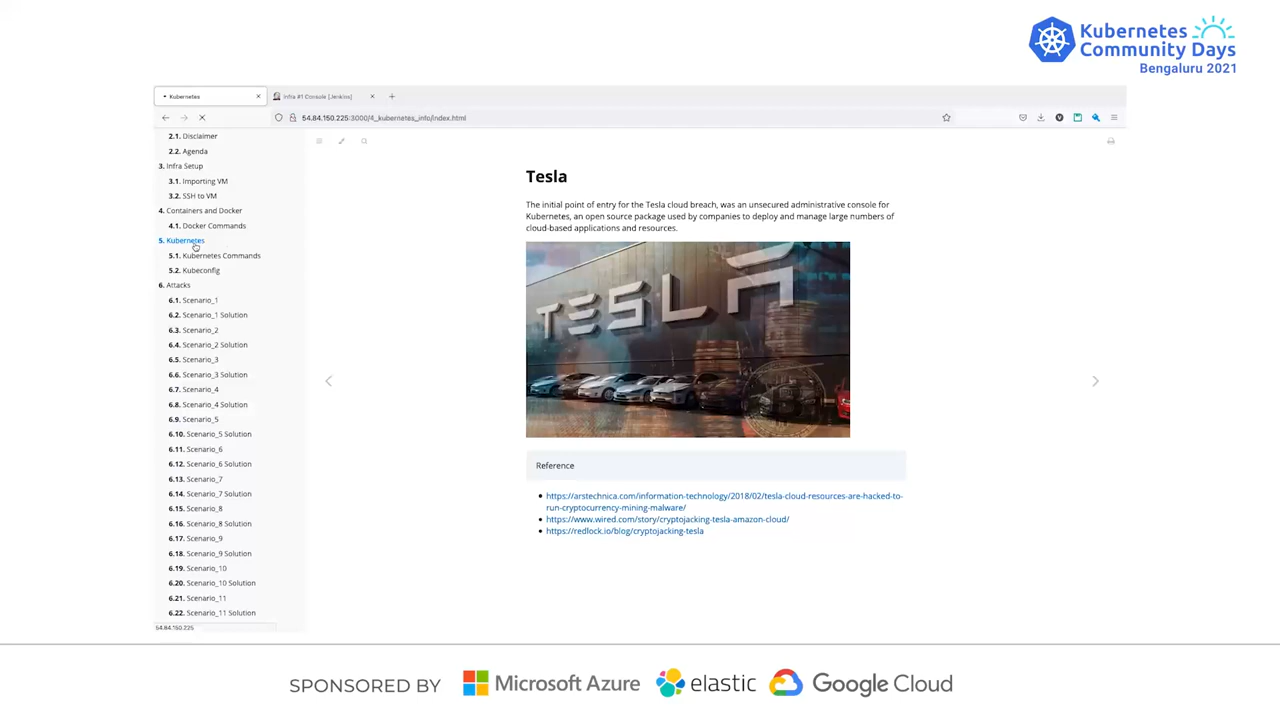 Kubernetes
Community Days
Bengaluru 2021
Kubernetes
Infra #1 Console [Jenkins]
54.84.150.225:3000/4_kubernetes_info/index.html
2.1. Disclaimer
2.2. Agenda
3. Infra Setup
3.1. Importing VM
3.2. SSH to VM
4. Containers and Docker
4.1. Docker Commands
5. Kubernetes
5.1. Kubernetes Commands
5.2. Kubeconfig
6. Attacks
6.1. Scenario_1
6.2. Scenario_1 Solution
6.3. Scenario_2
6.4. Scenario_2 Solution
6.5. Scenario_3
6.6. Scenario_3 Solution
6.7. Scenario_4
6.8. Scenario_4 Solution
6.9. Scenario_5
6.10. Scenario_5 Solution
6.11. Scenario_6
6.12. Scenario_6 Solution
6.13. Scenario_7
6.14. Scenario_7 Solution
6.15. Scenario_8
6.16. Scenario_8 Solution
6.17. Scenario_9
6.18. Scenario_9 Solution
6.19. Scenario_10
6.20. Scenario_10 Solution
6.21. Scenario_11
6.22. Scenario_11 Solution
54.84.150.225
Tesla
The initial point of entry for the Tesla cloud breach, was an unsecured administrative console for
Kubernetes, an open source package used by companies to deploy and manage large numbers of
cloud-based applications and resources.
TESLA
Reference
https://arstechnica.com/information-technology/2018/02/tesla-cloud-resources-are-hacked-to-
run-cryptocurrency-mining-malware/
https://www.wired.com/story/cryptojacking-tesla-amazon-cloud/
https://redlock.io/blog/cryptojacking-tesla
SPONSORED BY Microsoft Azure elastic Google Cloud